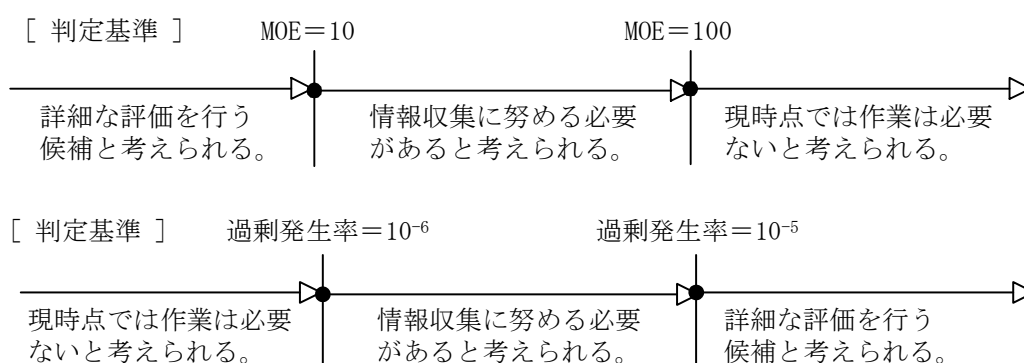 [ 判定基準 ] MOE＝10 MOE＝100
詳細な評価を行う 情報収集に努める必要 現時点では作業は必要
候補と考えられる。 があると考えられる。 ないと考えられる。
[ 判定基準 ] 過剰発生率＝10⁻⁶ 過剰発生率＝10⁻⁵
現時点では作業は必要 情報収集に努める必要 詳細な評価を行う
ないと考えられる。 があると考えられる。 候補と考えられる。